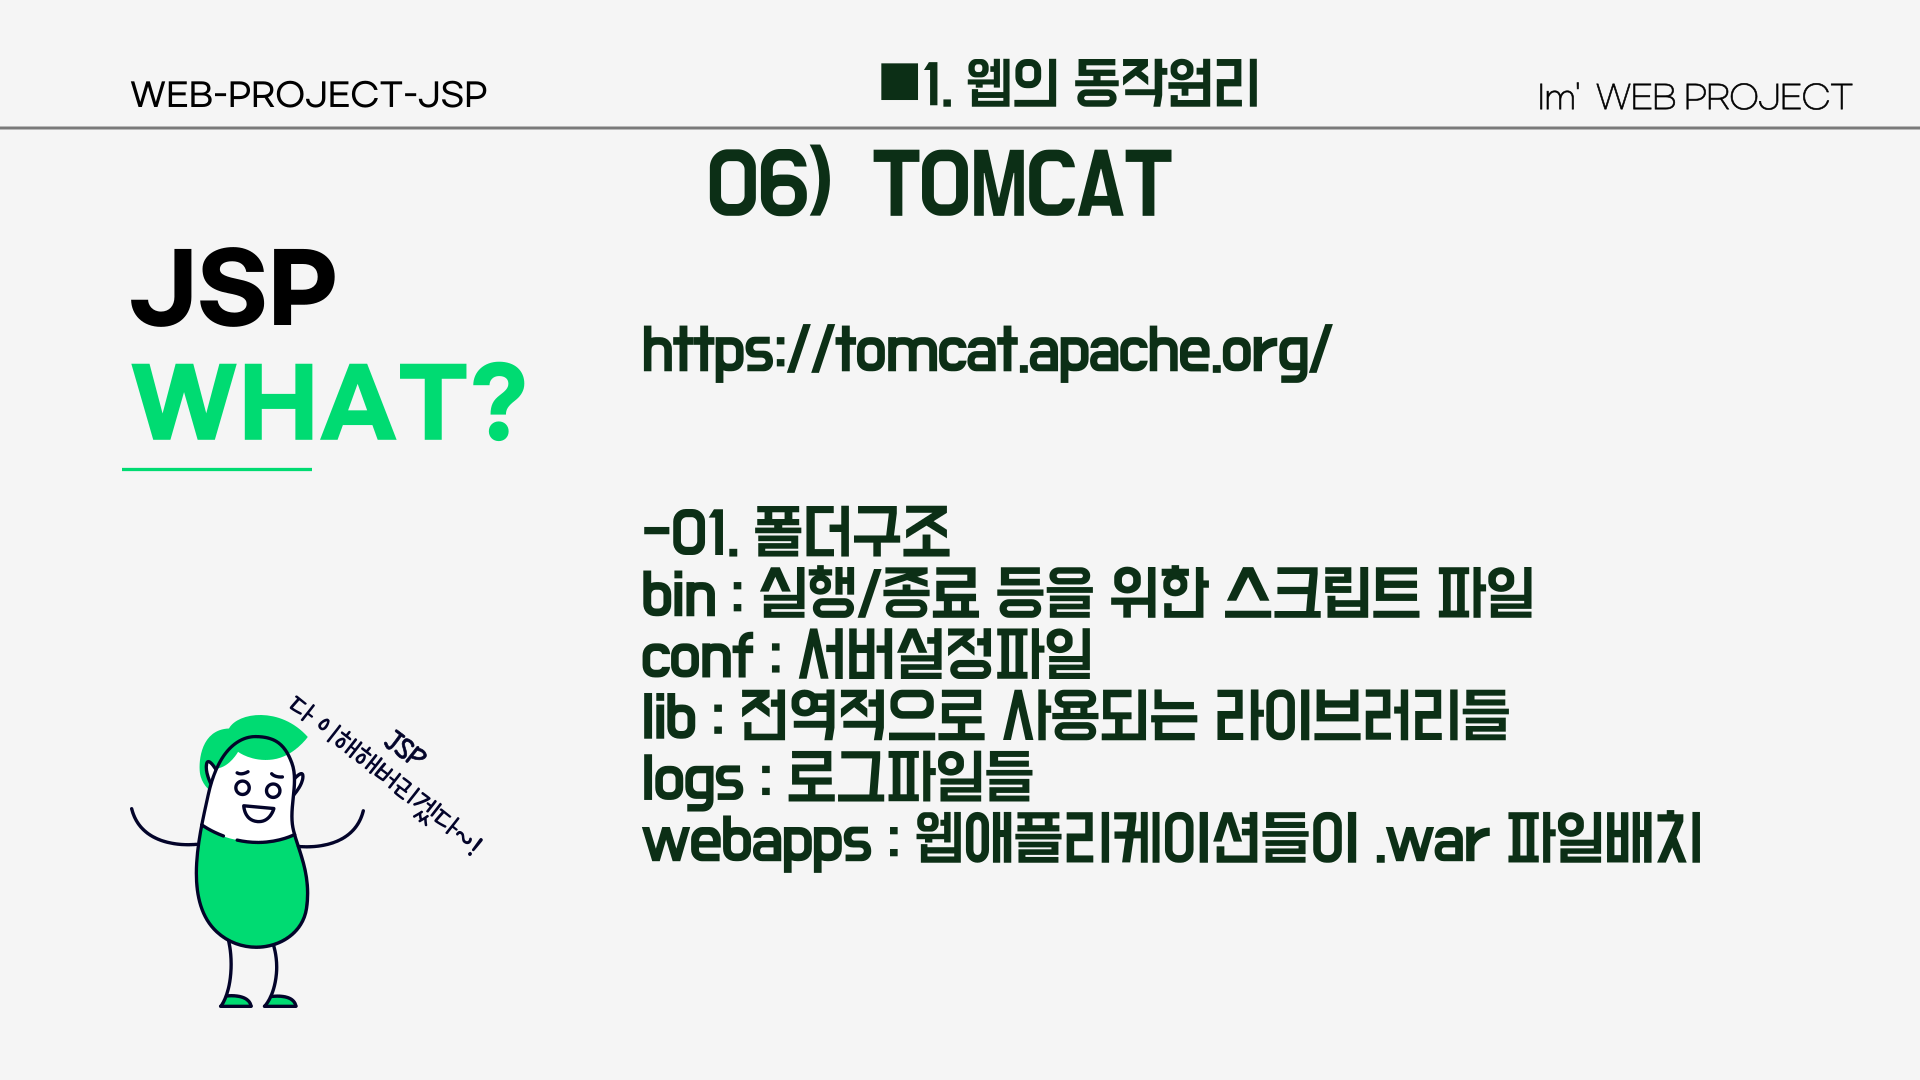 WEB-PROJECT-JSP
■1. 웹의 동작원리
Im' WEB PROJECT
06) TOMCAT
JSP
WHAT?
https://tomcat.apache.org/
-01. 폴더구조
bin : 실행/종료 등을 위한 스크립트 파일
conf : 서버설정파일
lib : 전역적으로 사용되는 라이브러리들
logs : 로그파일들
webapps : 웹애플리케이션들이 .war 파일배치
JSP
다 이해해버리겠다~!